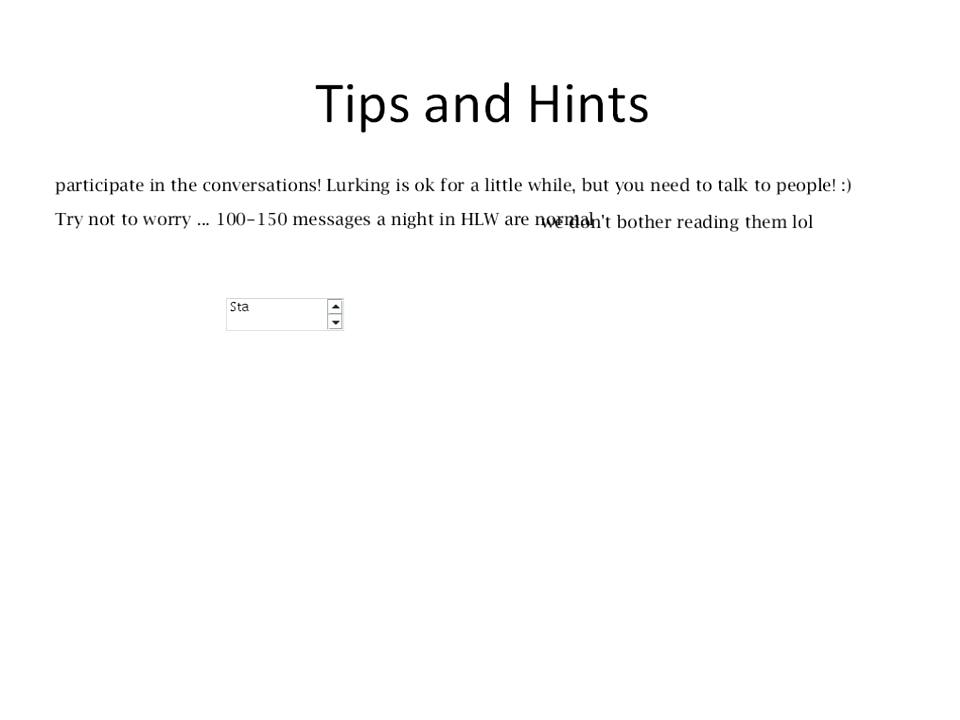 Tips and Hints
participate in the conversations! Lurking is ok for a little while, but you need to talk to people! :)
Try not to worry ... 100-150 messages a night in HLW are normal
we don't bother reading them lol
Sta